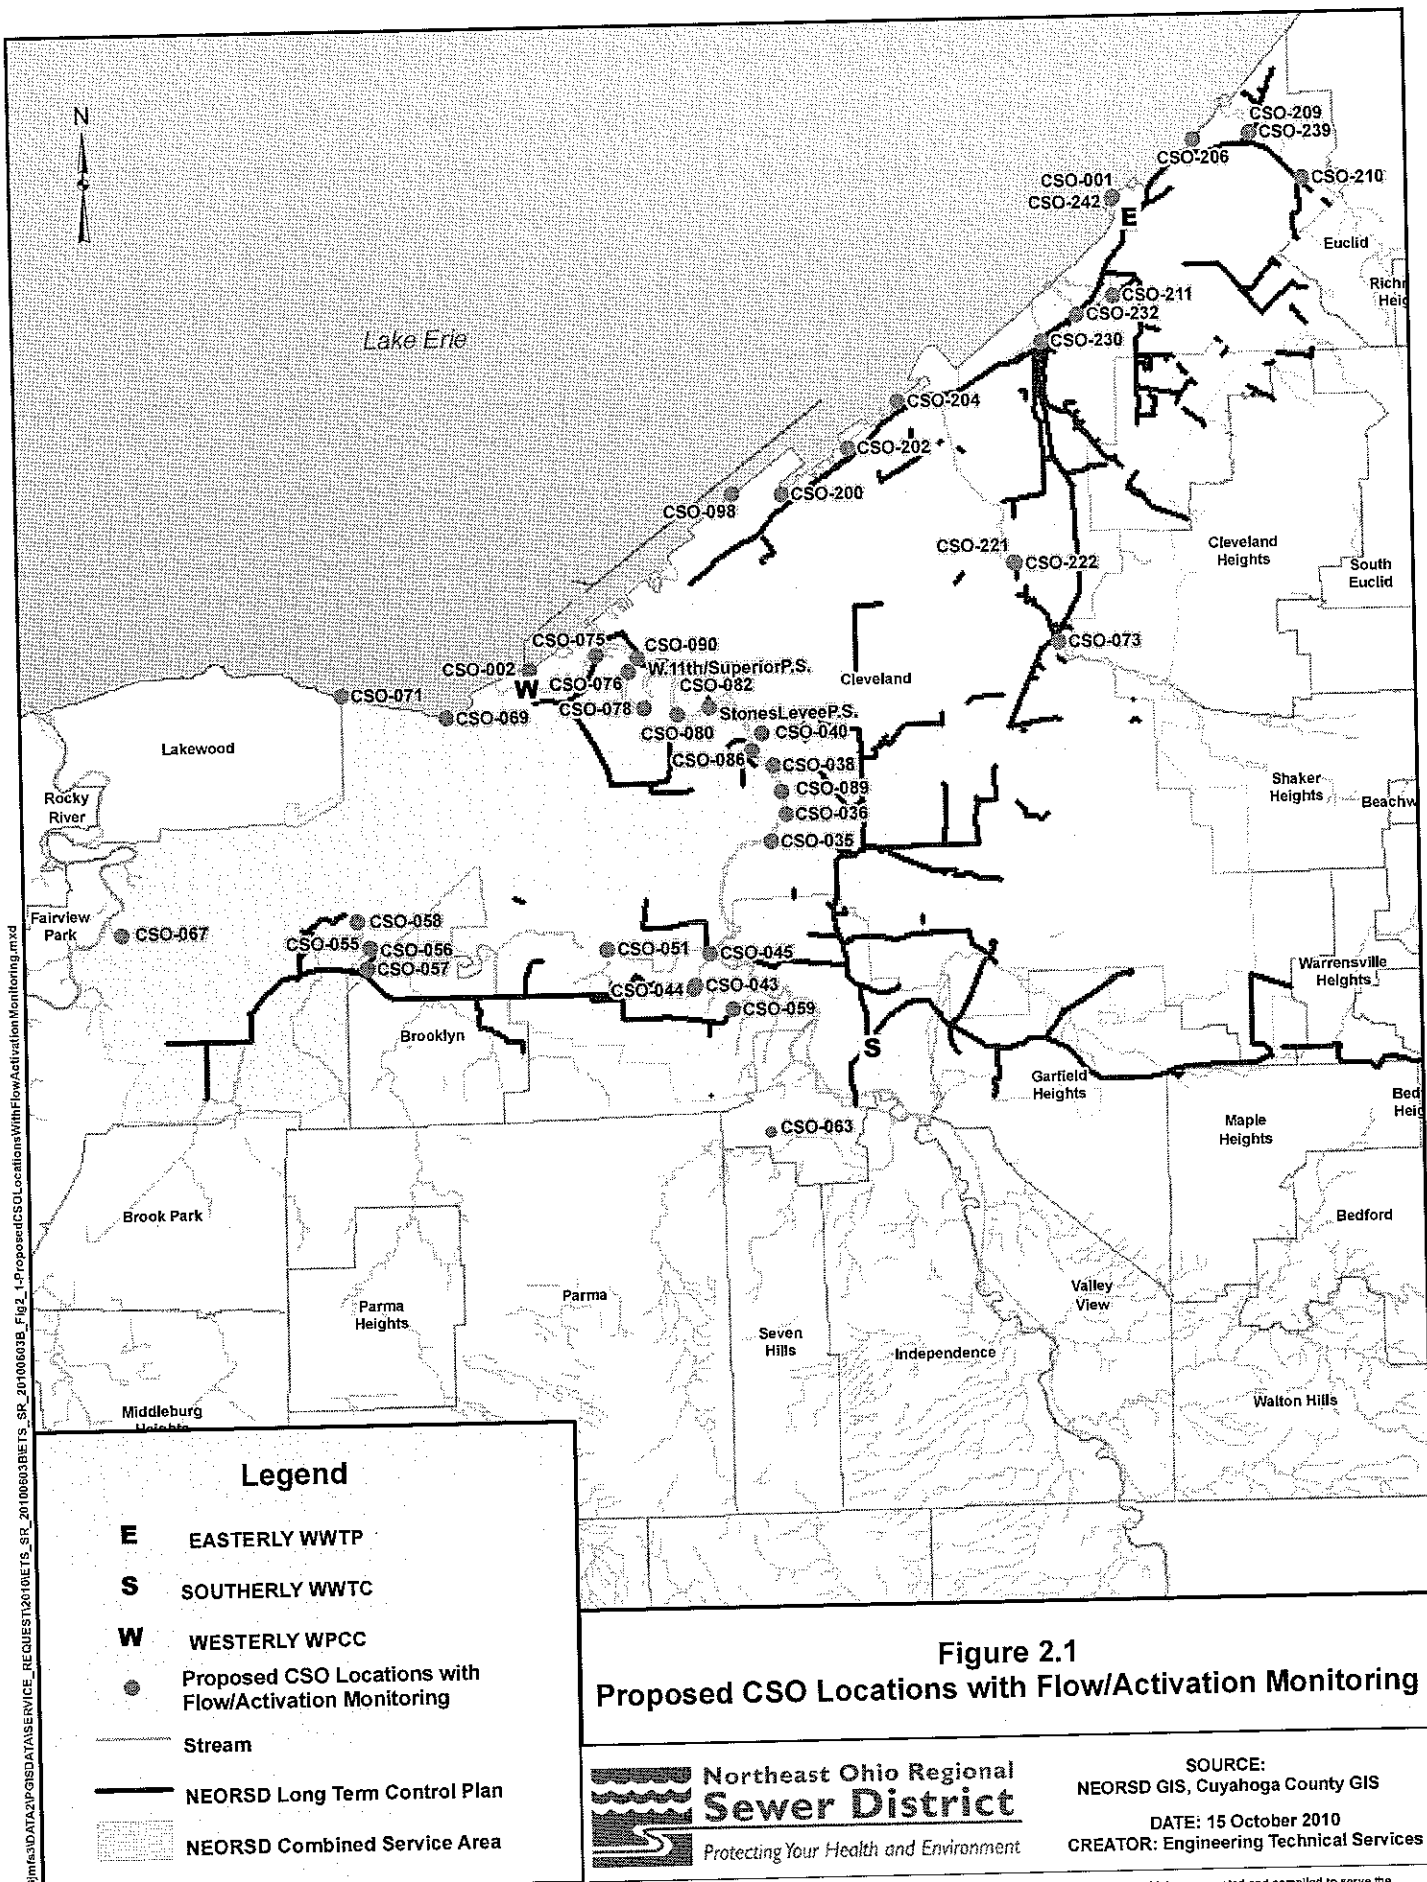 N
Lake Erie
CSO-209
CSO-239
CSO-206
CSO-001
CSO-242
E
CSO-210
Euclid
CSO-211
CSO-232
CSO-230
CSO-204
CSO-202
CSO-200
CSO-098
CSO-221
CSO-222
Cleveland
Heights
South
Euclid
CSO-073
CSO-075
CSO-090
CSO-002
W
W.11th/SuperiorP.S.
CSO-076
CSO-082
Cleveland
CSO-071
CSO-069
CSO-078
StonesLeveeP.S.
CSO-080
CSO-040
CSO-086
CSO-038
CSO-089
CSO-036
CSO-035
Lakewood
Rocky
River
Shaker
Heights
Beachw
Fairview
Park
CSO-067
CSO-058
CSO-055
CSO-056
CSO-057
CSO-051
CSO-045
CSO-044
CSO-043
CSO-059
Brooklyn
S
Warrensville
Heights
Garfield
Heights
Maple
Heights
Bed
Heig
CSO-063
Brook Park
Bedford
Parma
Heights
Parma
Seven
Hills
Independence
Valley
View
Walton Hills
Middleburg
Heights
Richm
Heig
Legend
E EASTERLY WWTP
S SOUTHERLY WWTC
W WESTERLY WPCC
Proposed CSO Locations with
Flow/Activation Monitoring
Stream
NEORSD Long Term Control Plan
NEORSD Combined Service Area
Figure 2.1
Proposed CSO Locations with Flow/Activation Monitoring
Northeast Ohio Regional
Sewer District
Protecting Your Health and Environment
SOURCE:
NEORSD GIS, Cuyahoga County GIS
DATE: 15 October 2010
CREATOR: Engineering Technical Services